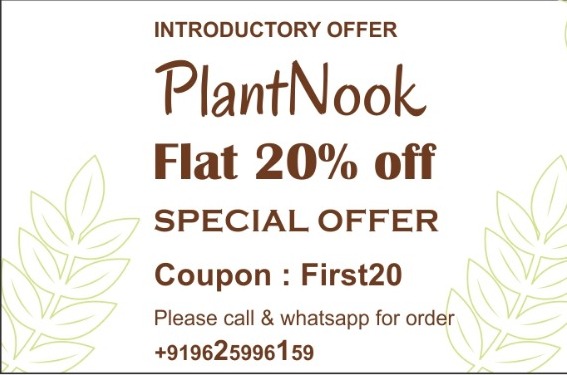 INTRODUCTORY OFFER
PlantNook
Flat 20% off
SPECIAL OFFER
Coupon : First20
Please call & whatsapp for order
+919625996159